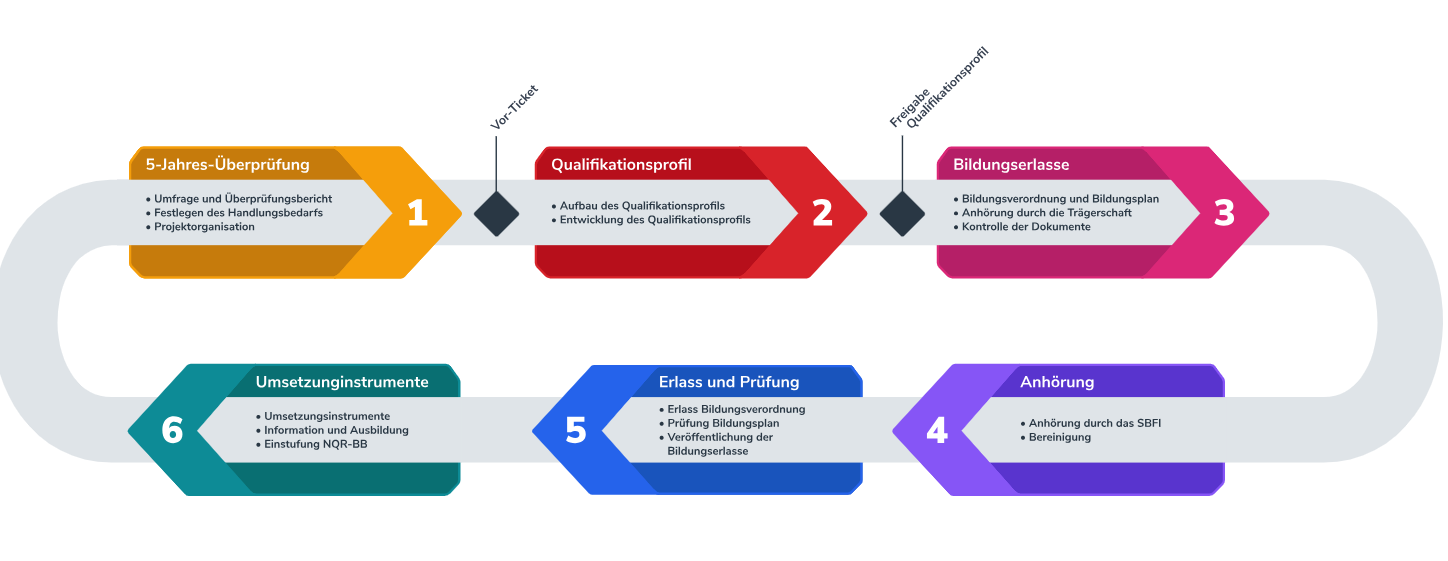 Vor-Ticket
Freigabe
Qualifikationsprofil
5-Jahres-Überprüfung
• Umfrage und Überprüfungsbericht
• Festlegen des Handlungsbedarfs
• Projektorganisation
1
Qualifikationsprofil
• Aufbau des Qualifikationsprofils
• Entwicklung des Qualifikationsprofils
2
Bildungserlasse
• Bildungsverordnung und Bildungsplan
• Anhörung durch die Trägerschaft
• Kontrolle der Dokumente
3
Anhörung
• Anhörung durch das SBFI
• Bereinigung
4
Erlass und Prüfung
• Erlass Bildungsverordnung
• Prüfung Bildungsplan
• Veröffentlichung der
Bildungserlasse
5
Umsetzunginstrumente
• Umsetzungsinstrumente
• Information und Ausbildung
• Einstufung NQR-BB
6